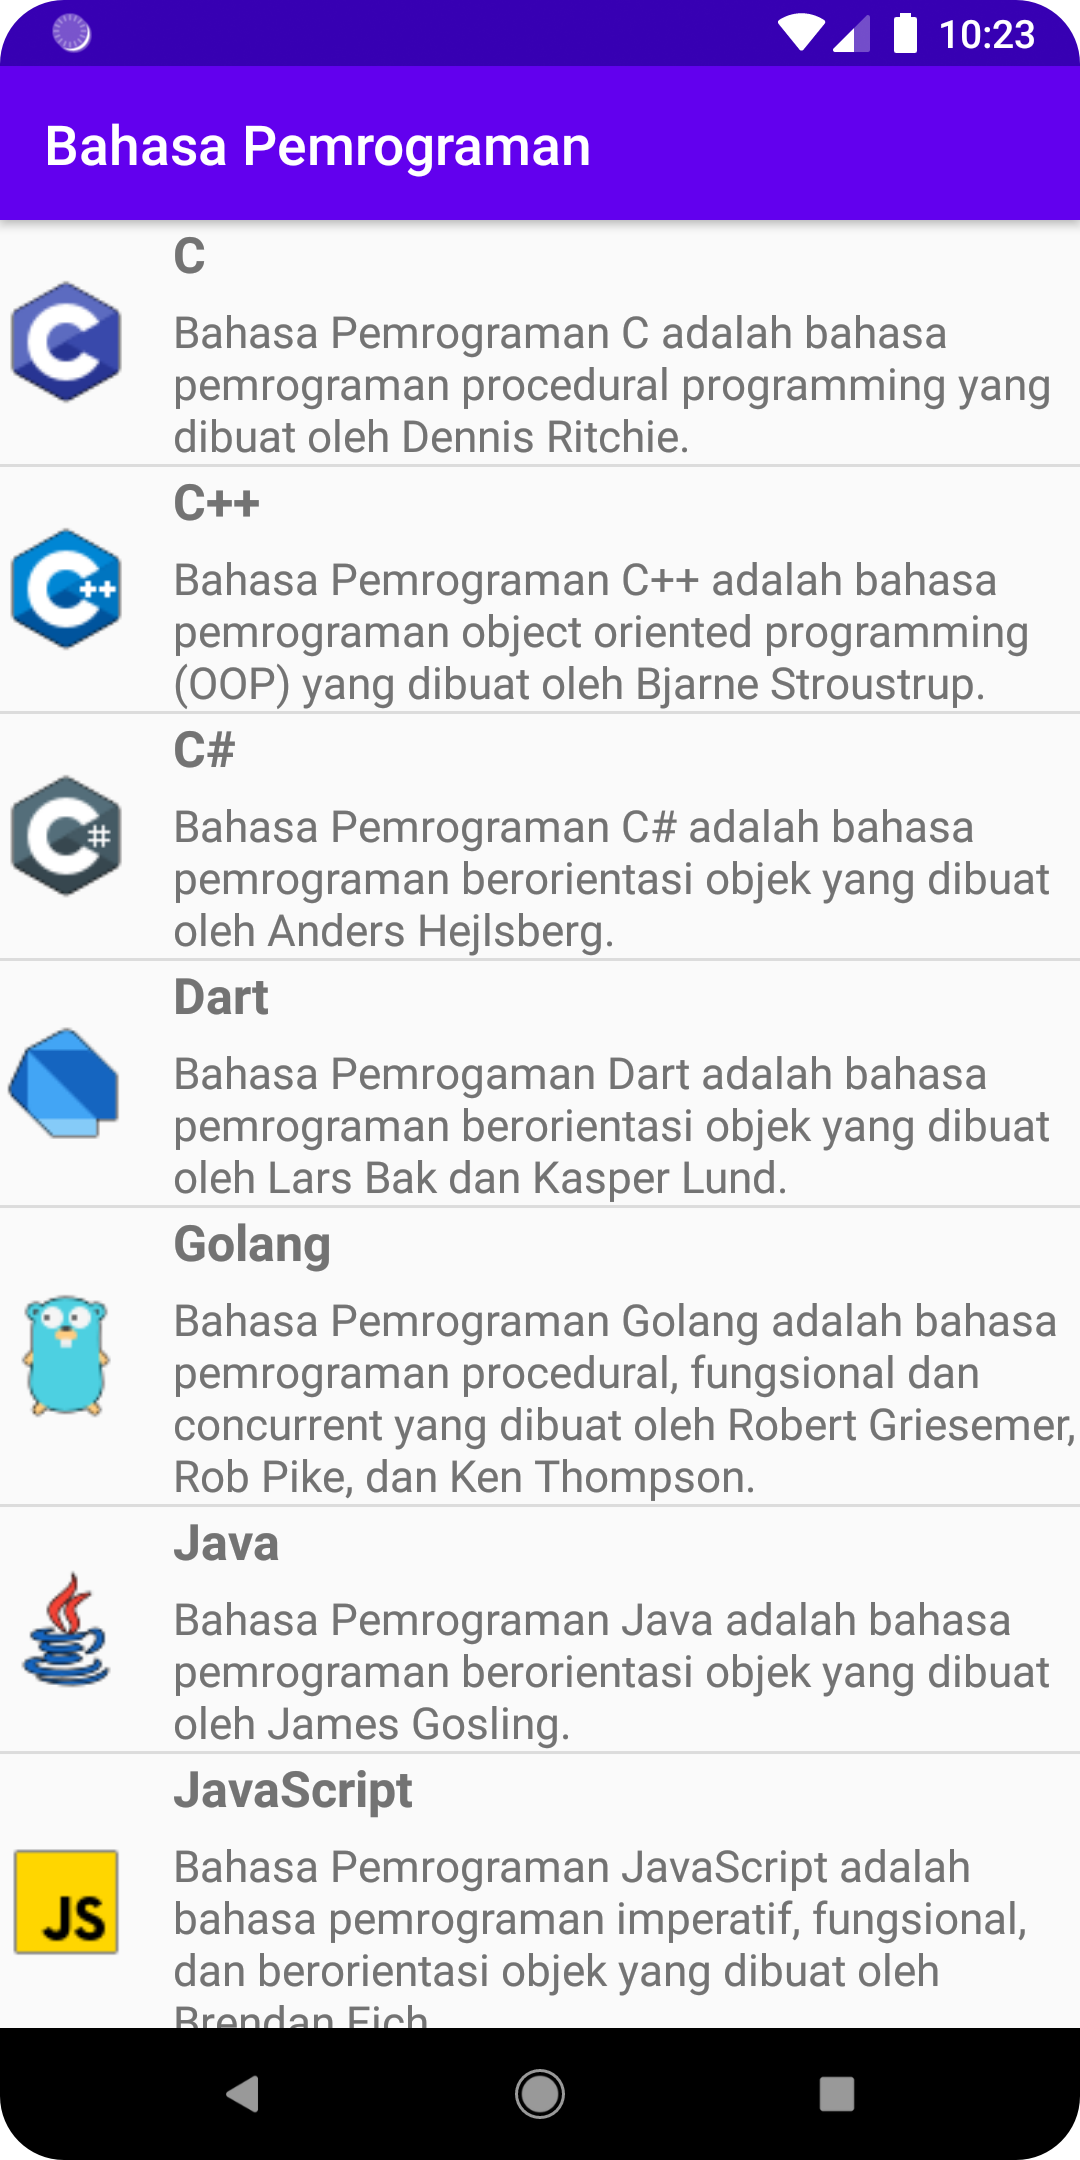 10:23
Bahasa Pemrograman
C
Bahasa Pemrograman C adalah bahasa
pemrograman procedural programming yang
dibuat oleh Dennis Ritchie.
C++
Bahasa Pemrograman C++ adalah bahasa
pemrograman object oriented programming
(OOP) yang dibuat oleh Bjarne Stroustrup.
C#
Bahasa Pemrograman C# adalah bahasa
pemrograman berorientasi objek yang dibuat
oleh Anders Hejlsberg.
Dart
Bahasa Pemrogaman Dart adalah bahasa
pemrograman berorientasi objek yang dibuat
oleh Lars Bak dan Kasper Lund.
Golang
Bahasa Pemrograman Golang adalah bahasa
pemrograman procedural, fungsional dan
concurrent yang dibuat oleh Robert Griesemer,
Rob Pike, dan Ken Thompson.
Java
Bahasa Pemrograman Java adalah bahasa
pemrograman berorientasi objek yang dibuat
oleh James Gosling.
JavaScript
JS
Bahasa Pemrograman JavaScript adalah
bahasa pemrograman imperatif, fungsional,
dan berorientasi objek yang dibuat oleh
Brendan Eich